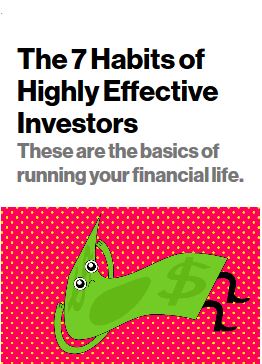 The 7 Habits of
Highly Effective
Investors
These are the basics of
running your financial life.
$